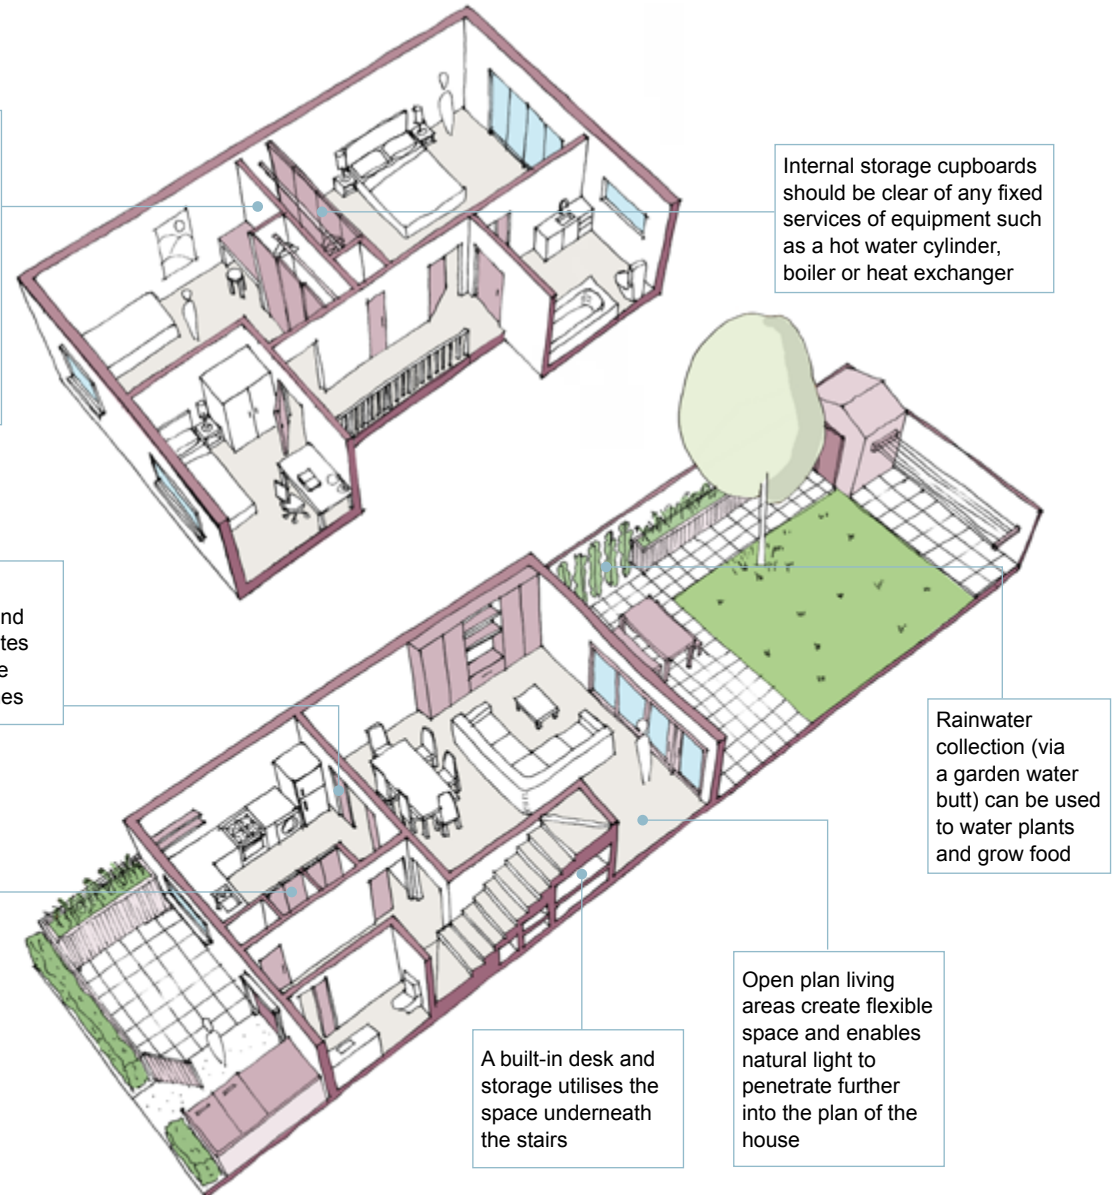 Internal storage cupboards
should be clear of any fixed
services of equipment such
as a hot water cylinder,
boiler or heat exchanger
Rainwater
collection (via
a garden water
butt) can be used
to water plants
and grow food
Open plan living
areas create flexible
space and enables
natural light to
penetrate further
into the plan of the
house
A built-in desk and
storage utilises the
space underneath
the stairs